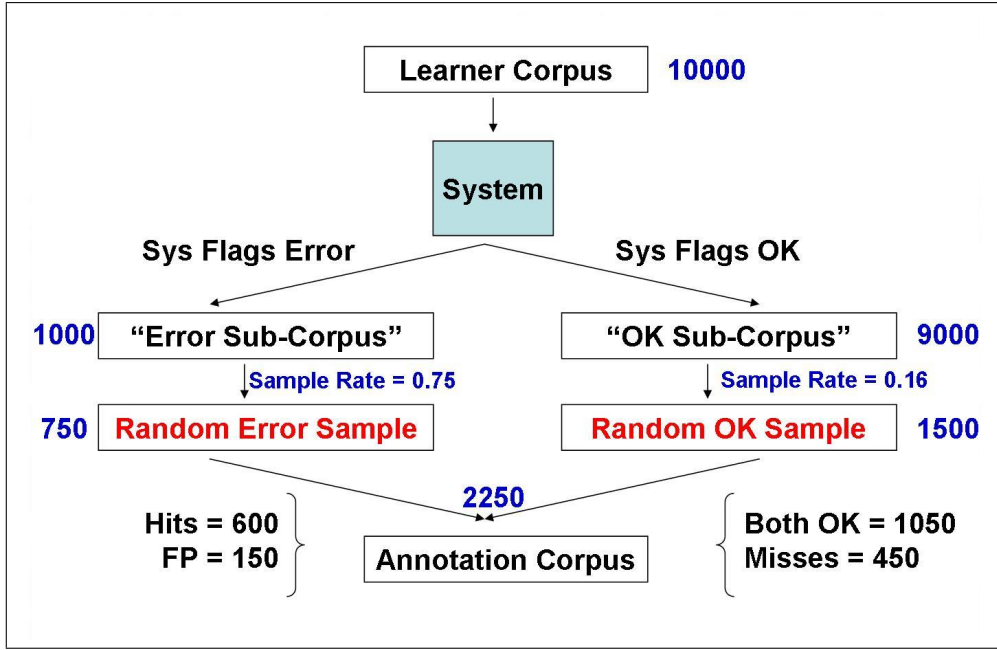 Learner Corpus 10000
System
Sys Flags Error Sys Flags OK
1000 “Error Sub-Corpus” “OK Sub-Corpus” 9000
Sample Rate = 0.75 Sample Rate = 0.16
750 Random Error Sample Random OK Sample 1500
2250
Hits = 600 Both OK = 1050
FP = 150 Annotation Corpus Misses = 450